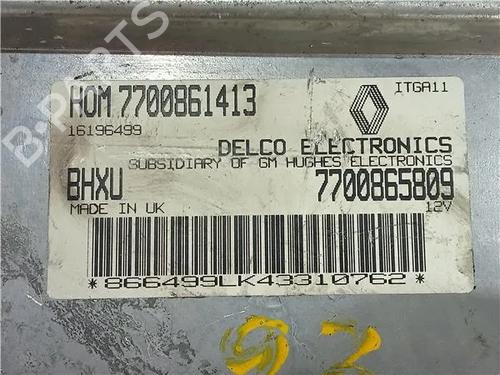 ITGA11
HOM 7700861413
16196499
DELCO ELECTRONICS
SUBSIDIARY OF GM HUGHES ELECTRONICS
BHXU 7700865809
MADE IN UK 12V
*866499LK43310762*
92
B-PARTS